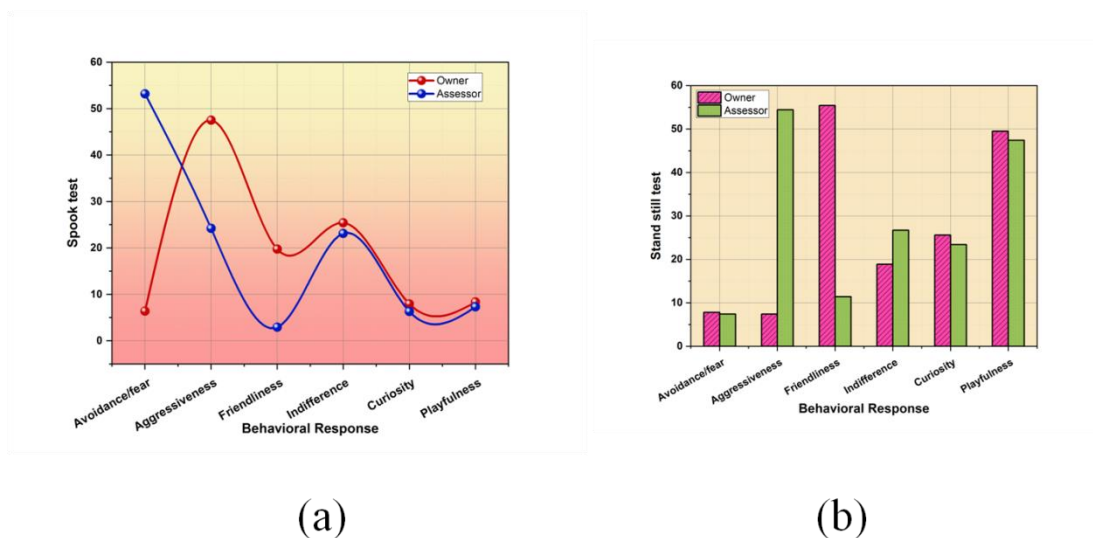 60
50
40
30
20
10
0
Spook test
Owner
Assessor
Avoidance/fear
Aggressiveness
Friendliness
Indifference
Curiosity
Playfulness
Behavioral Response
(a)
60
50
40
30
20
10
0
Stand still test
Owner
Assessor
Avoidance/fear
Aggressiveness
Friendliness
Indifference
Curiosity
Playfulness
Behavioral Response
(b)